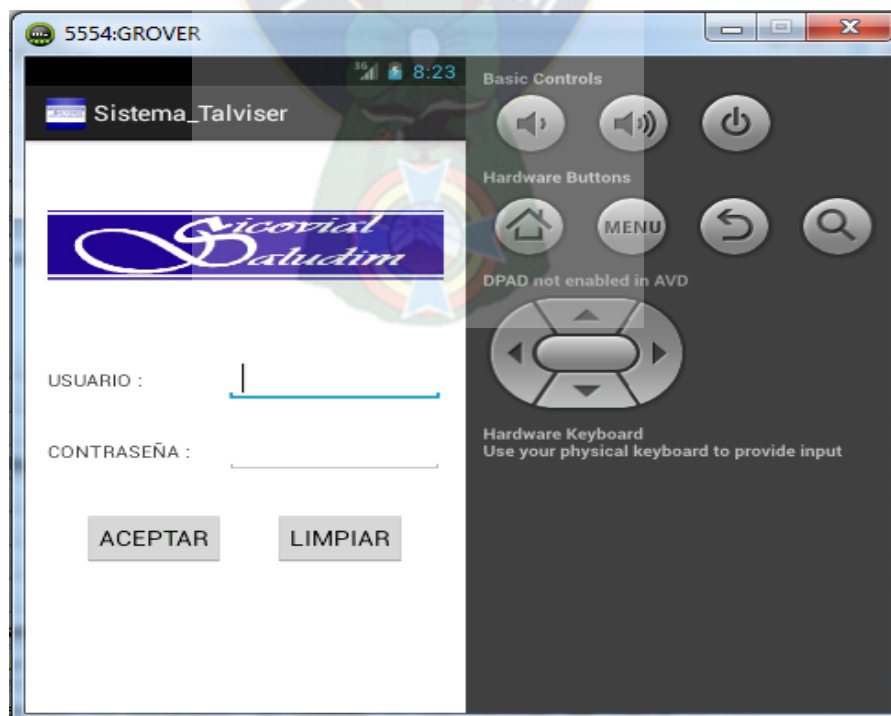 5554:GROVER
3G 8:23
Sistema_Talviser
Sicovial
Saludim
USUARIO :
CONTRASEÑA :
ACEPTAR
LIMPIAR
Basic Controls
Hardware Buttons
MENU
DPAD not enabled in AVD
Hardware Keyboard
Use your physical keyboard to provide input